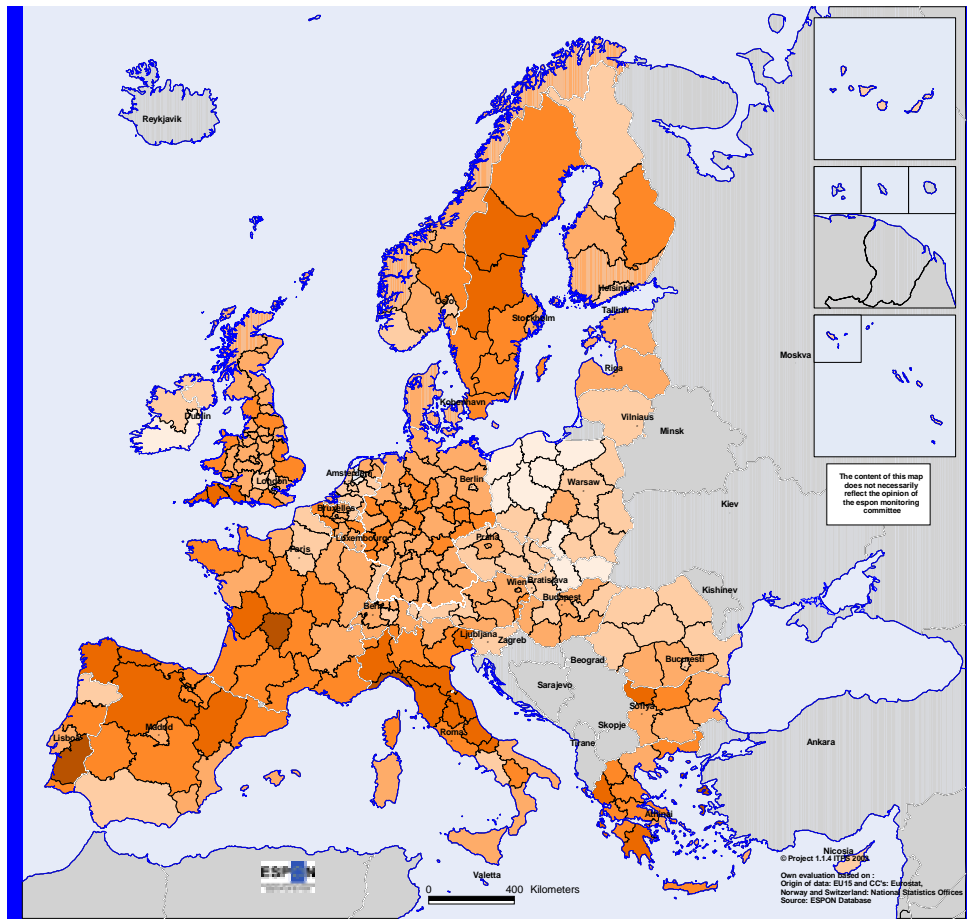 Reykjavik
Oslo
Helsinki
Stockholm
Tallinn
Moskva
Riga
København
Dublin
Vilniaus
Minsk
Amsterdam
Berlin
London
Warsaw
The content of this map
does not necessarily
reflect the opinion of
the espon monitoring
committee
Bruxelles
Kiev
Luxembourg
Praha
Paris
Wien
Bratislava
Kishinev
Budapest
Bern
Ljubljana
Zagreb
Beograd
Bucuresti
Sarajevo
Sofiya
Madrid
Skopje
Lisboa
Roma
Tirane
Ankara
Athinai
Nicosia
© Project 1.1.4 ITPS
Valetta
ESPON
Own evaluation based on :
Origin of data: EU15 and CC's: Eurostat,
Norway and Switzerland: National Statistics Offices
Source: ESPON Database
0 400 Kilometers